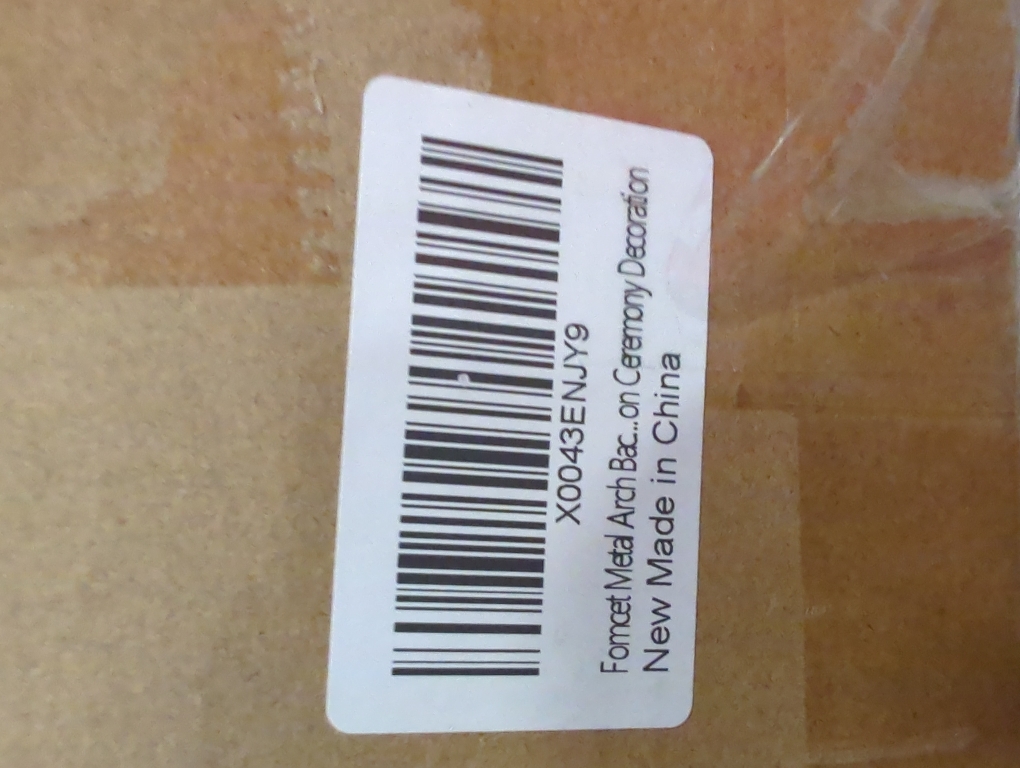 X0043ENJY9
Fomcet Metal Arch Bac...on Ceremony Decoration
New Made in China